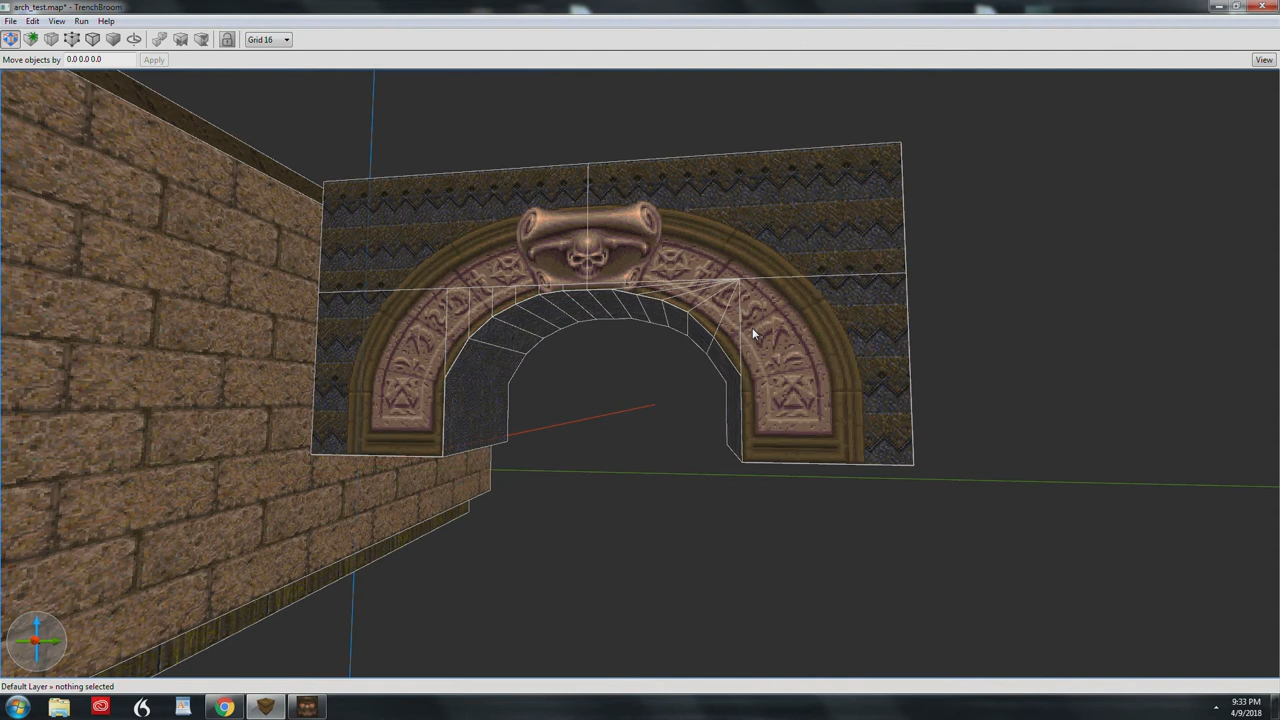 arch_test.map* - TrenchBroom
File Edit View Run Help
Grid 16
Move objects by 0.0 0.0 0.0 Apply View
Default Layer » nothing selected
9:33 PM
4/9/2018